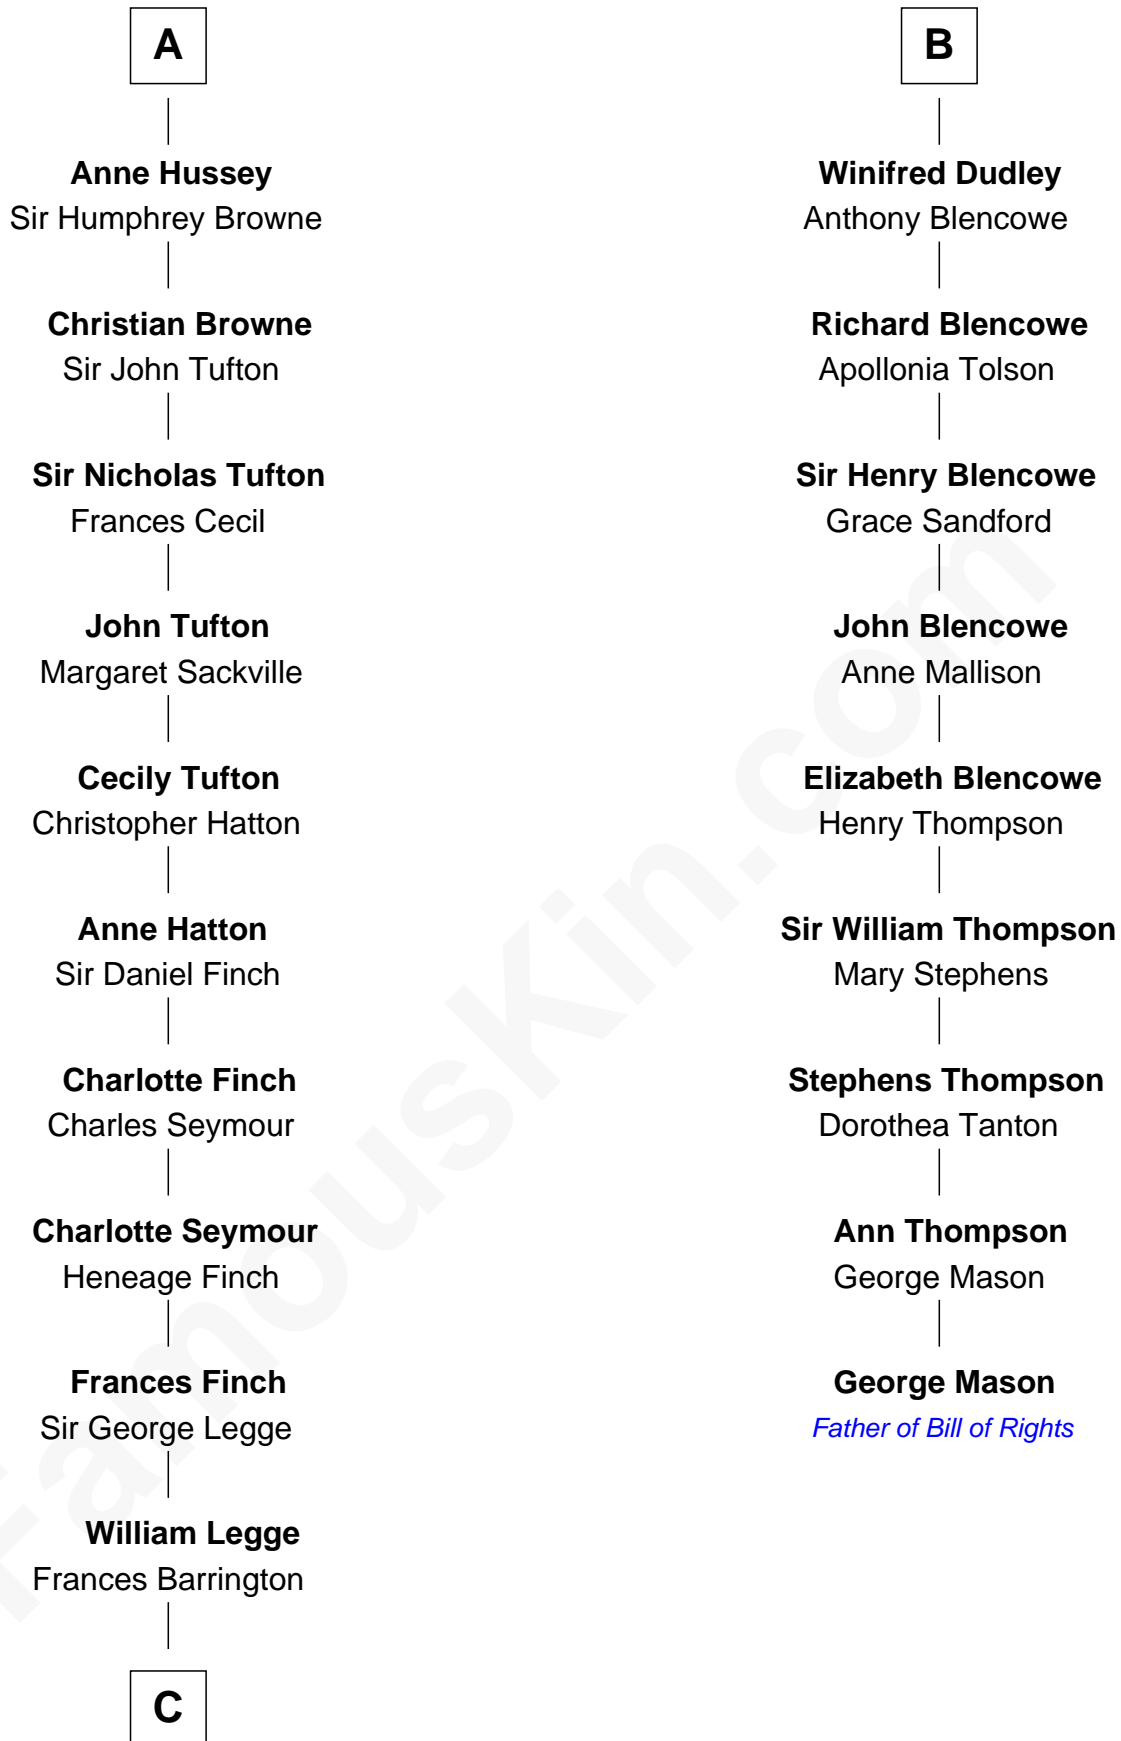 A
Anne Hussey
Sir Humphrey Browne
Christian Browne
Sir John Tufton
Sir Nicholas Tufton
Frances Cecil
John Tufton
Margaret Sackville
Cecily Tufton
Christopher Hatton
Anne Hatton
Sir Daniel Finch
Charlotte Finch
Charles Seymour
Charlotte Seymour
Heneage Finch
Frances Finch
Sir George Legge
William Legge
Frances Barrington
C
B
Winifred Dudley
Anthony Blencowe
Richard Blencowe
Apollonia Tolson
Sir Henry Blencowe
Grace Sandford
John Blencowe
Anne Mallison
Elizabeth Blencowe
Henry Thompson
Sir William Thompson
Mary Stephens
Stephens Thompson
Dorothea Tanton
Ann Thompson
George Mason
George Mason
Father of Bill of Rights
FamousKin.com